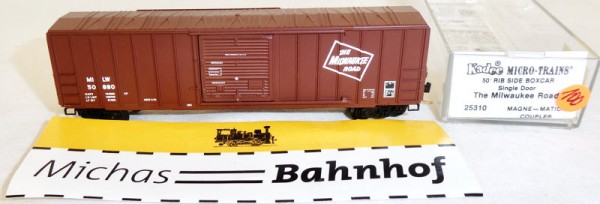 THE
MILWAUKEE
ROAD
MILW
50880
Kadee MICRO-TRAINS®
50' RIB SIDE BOXCAR
Single Door
The Milwaukee Road
25310 MAGNE-MATIC
COUPLER
Michas Bahnhof